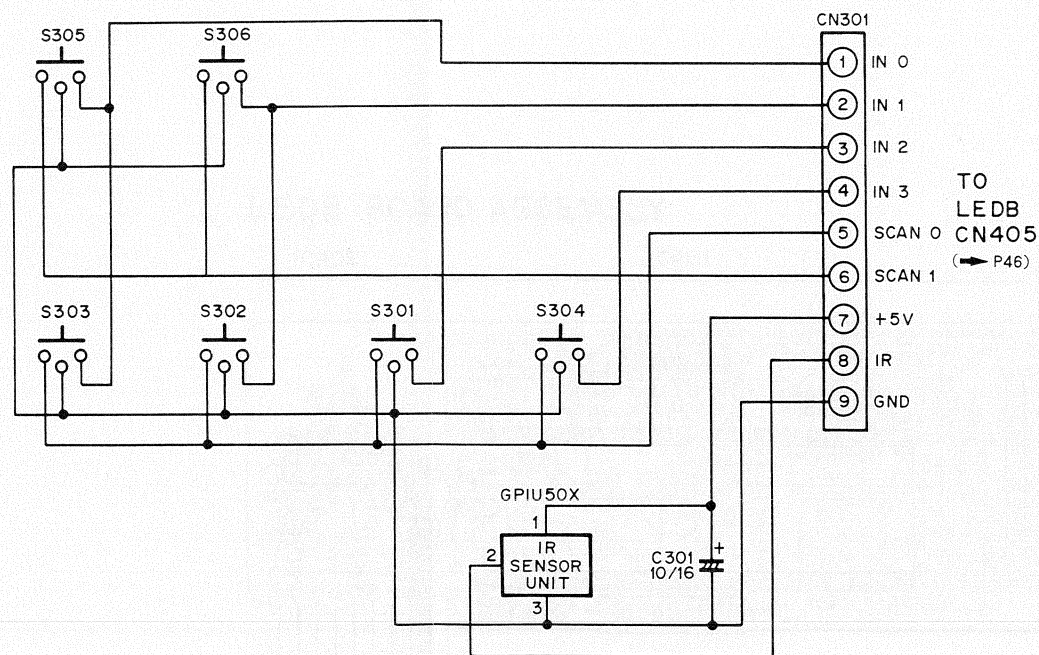 CN301
S305
S306
1 IN 0
2 IN 1
3 IN 2
4 IN 3
5 SCAN 0
6 SCAN 1
7 +5V
8 IR
9 GND
TO
LEDB
CN405
(➡ P46)
S303
S302
S301
S304
GPIU50X
1
2
IR
SENSOR
UNIT
3
C301
10/16
+